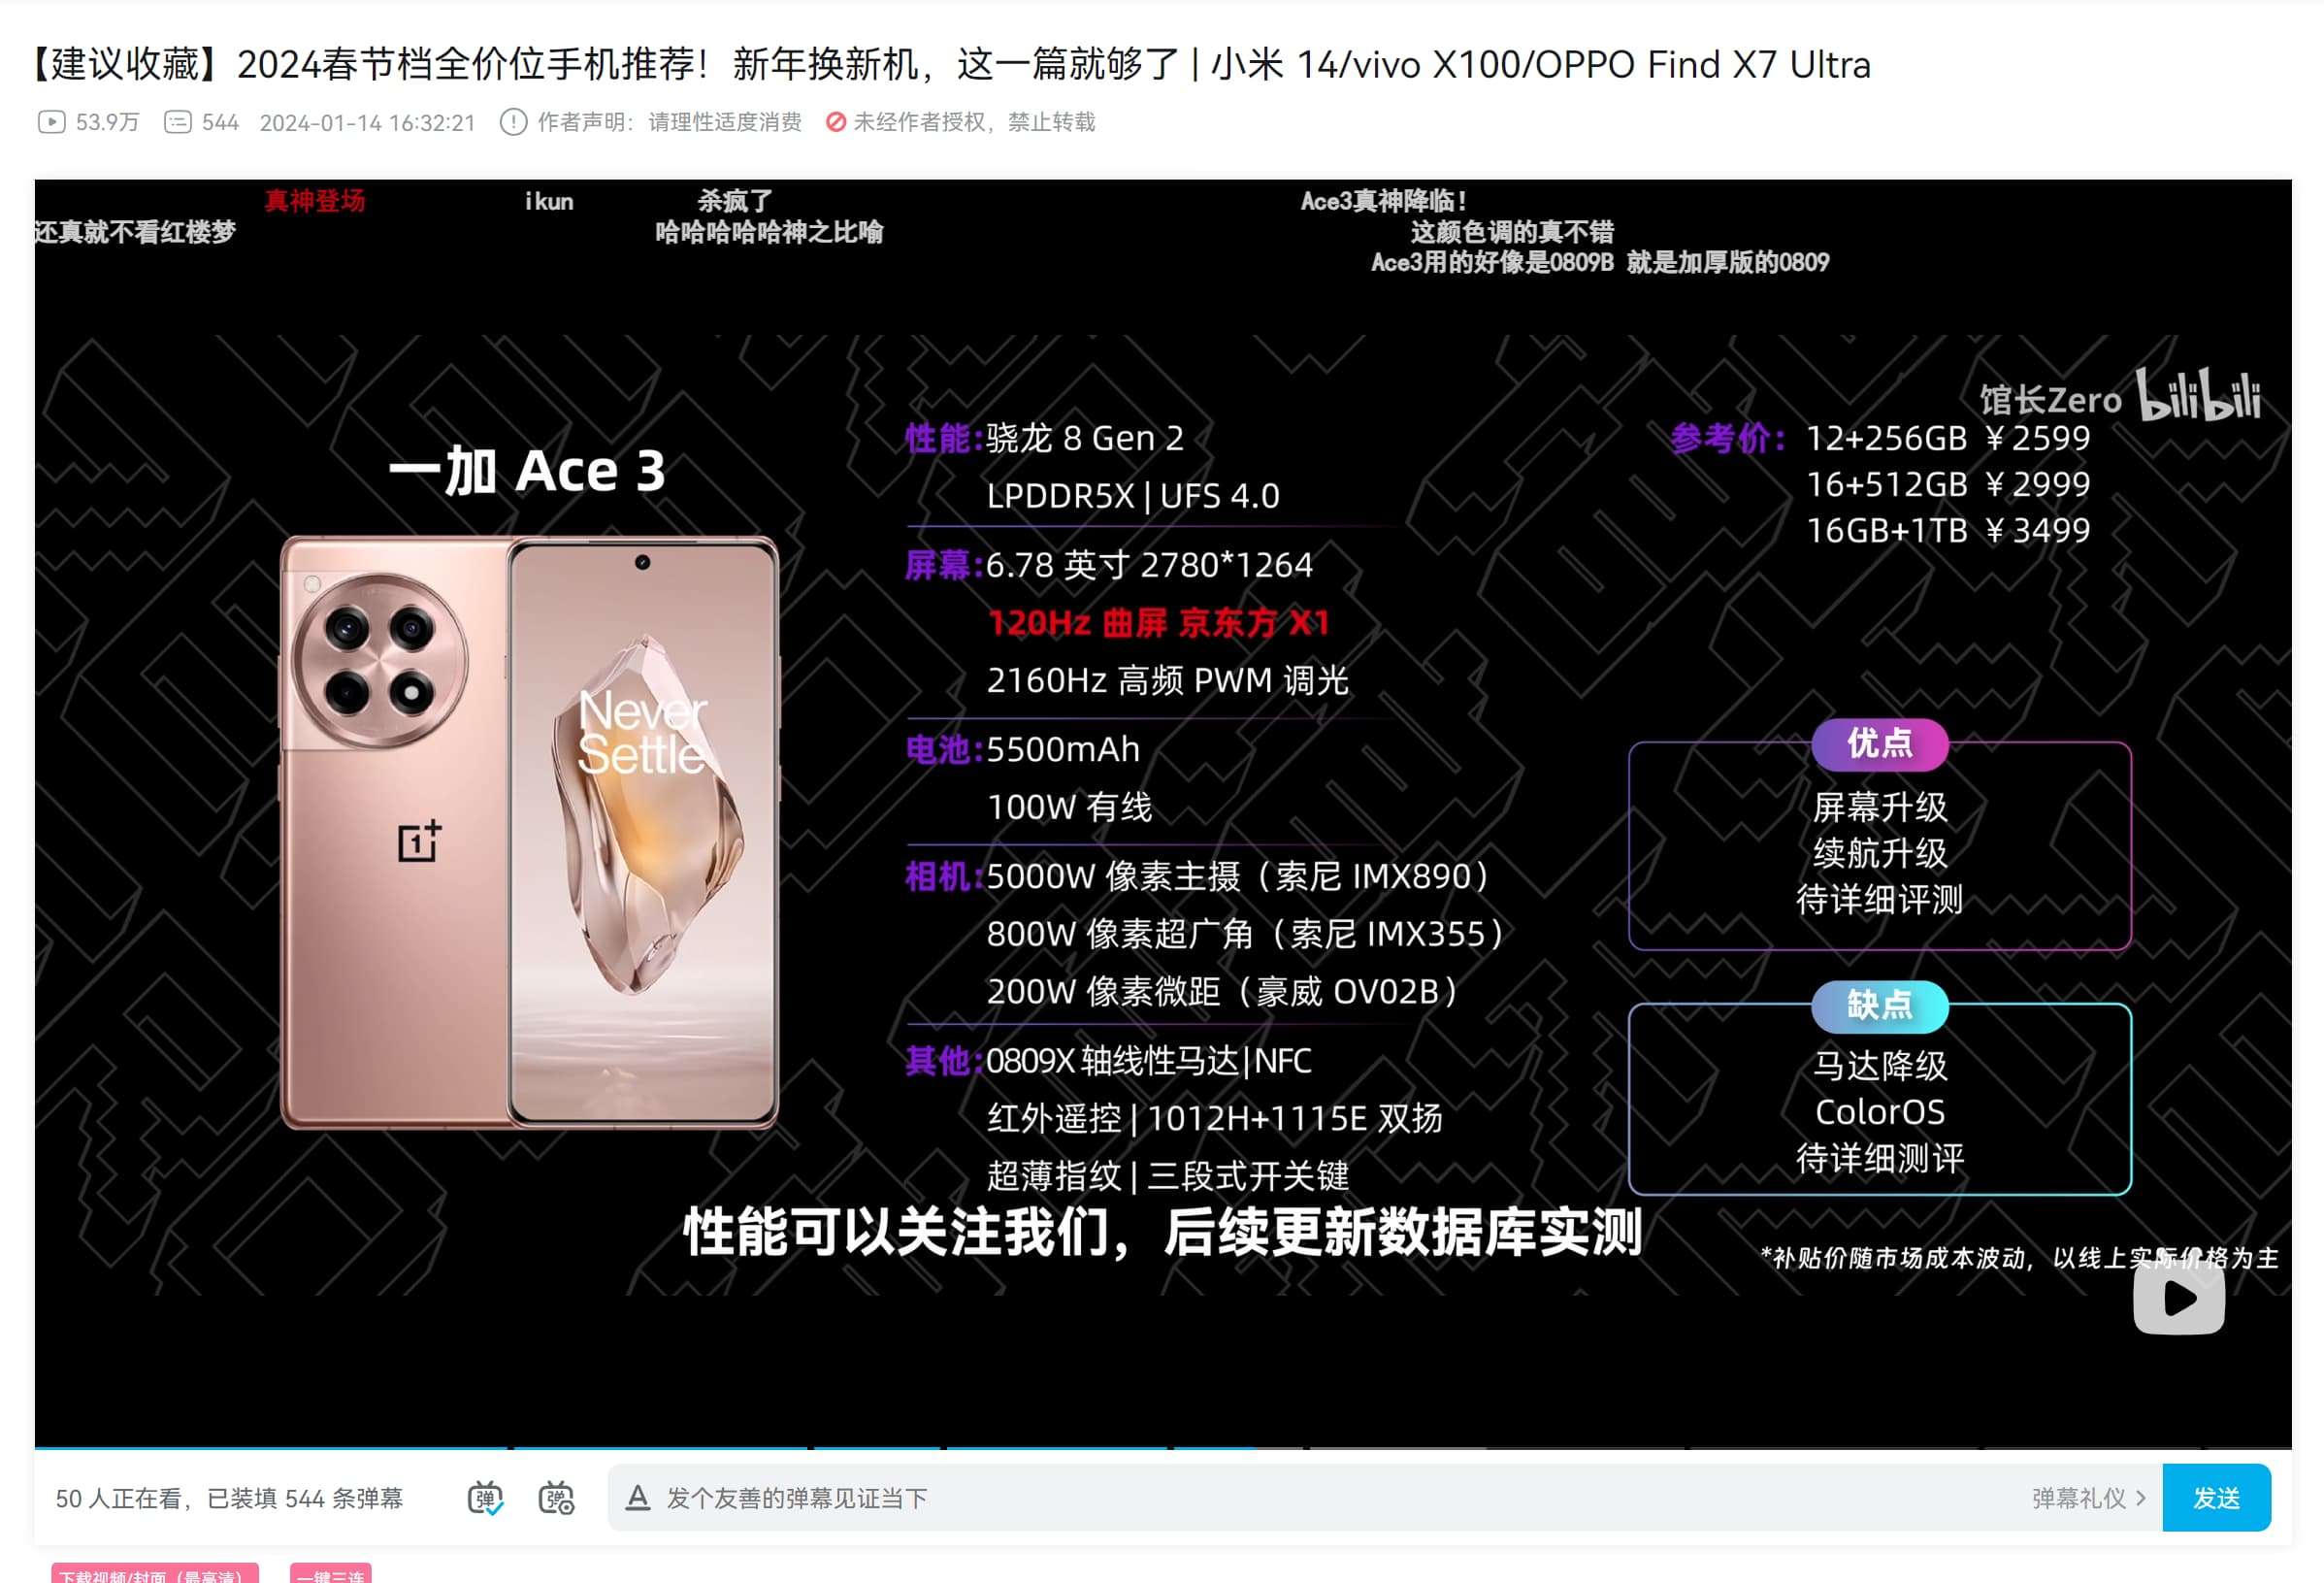 【建议收藏】2024春节档全价位手机推荐！新年换新机，这一篇就够了 | 小米 14/vivo X100/OPPO Find X7 Ultra
53.9万 544 2024-01-14 16:32:21 作者声明：请理性适度消费 未经作者授权，禁止转载
真神登场 ikun 杀疯了 Ace3真神降临！
还真就不看红楼梦 哈哈哈哈哈神之比喻 这颜色调的真不错
Ace3用的好像是0809B 就是加厚版的0809
馆长Zero bilibili
一加 Ace 3
Never
Settle
性能:骁龙 8 Gen 2
LPDDR5X | UFS 4.0
屏幕:6.78 英寸 2780*1264
120Hz 曲屏 京东方 X1
2160Hz 高频 PWM 调光
电池:5500mAh
100W 有线
相机:5000W 像素主摄（索尼 IMX890）
800W 像素超广角（索尼 IMX355）
200W 像素微距（豪威 OV02B）
其他:0809X 轴线性马达|NFC
红外遥控 | 1012H+1115E 双扬
超薄指纹 | 三段式开关键
参考价：12+256GB ￥2599
16+512GB ￥2999
16GB+1TB ￥3499
优点
屏幕升级
续航升级
待详细评测
缺点
马达降级
ColorOS
待详细测评
性能可以关注我们，后续更新数据库实测
*补贴价随市场成本波动，以线上实际价格为主
50 人正在看，已装填 544 条弹幕 弹 弹 发个友善的弹幕见证当下 弹幕礼仪 发送
下载视频/封面（最高清） 一键三连